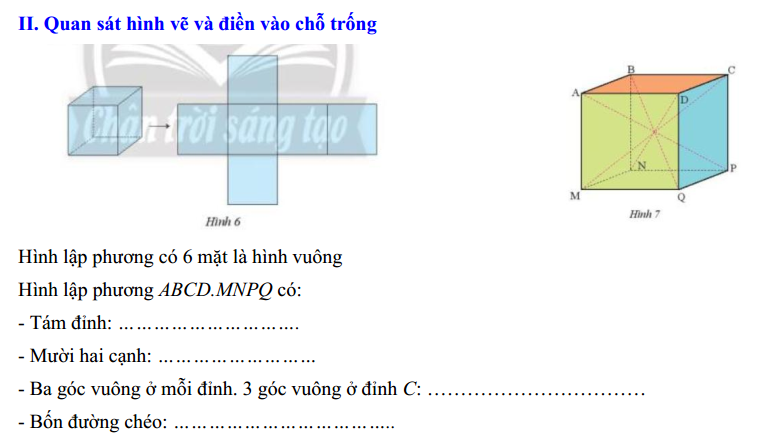 II. Quan sát hình vẽ và điền vào chỗ trống
Chân trời sáng tạo
Hình 6
B C
A D
N P
M Q
Hình 7
Hình lập phương có 6 mặt là hình vuông
Hình lập phương ABCD.MNPQ có:
- Tám đỉnh: ……………………….
- Mười hai cạnh: ……………………
- Ba góc vuông ở mỗi đỉnh. 3 góc vuông ở đỉnh C: ……………………………
- Bốn đường chéo: ……………………………..